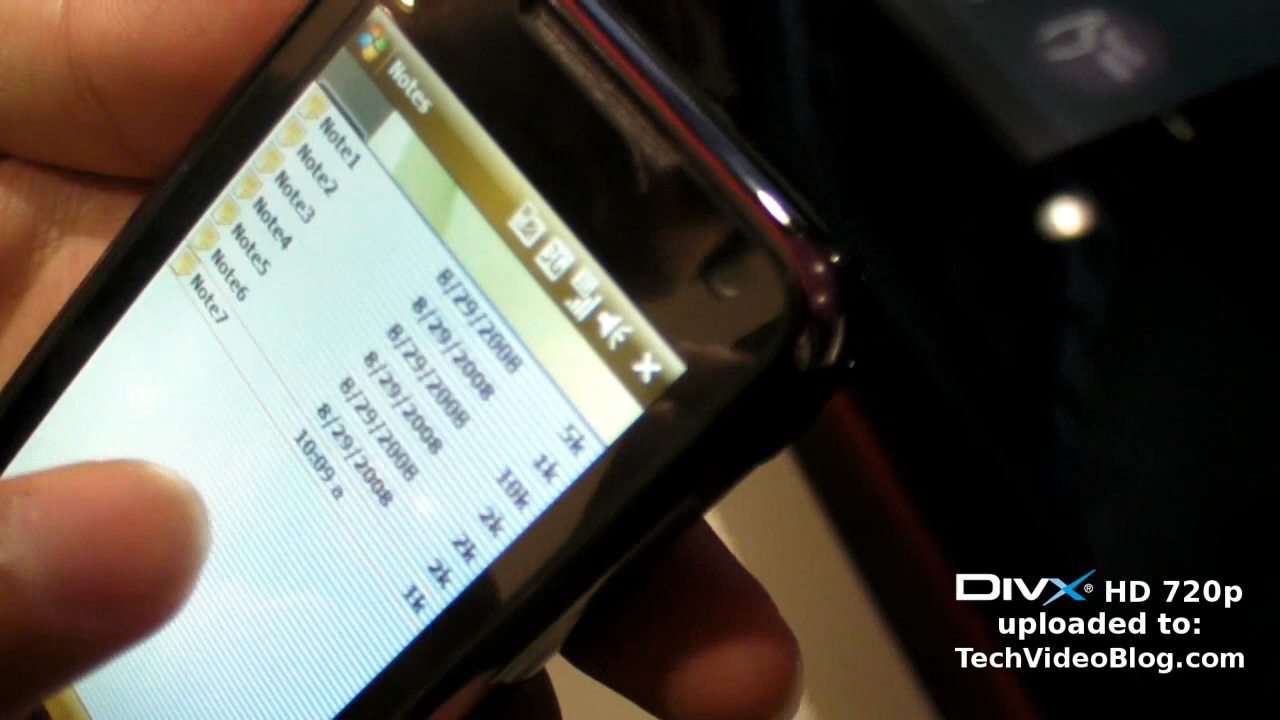 Notes
Note1 8/29/2008 5k
Note2 8/29/2008 1k
Note3 8/29/2008 10k
Note4 8/29/2008 2k
Note5 8/29/2008 2k
Note6 8/29/2008 2k
Note7 10:09 a 1k
DIVX® HD 720p
uploaded to:
TechVideoBlog.com